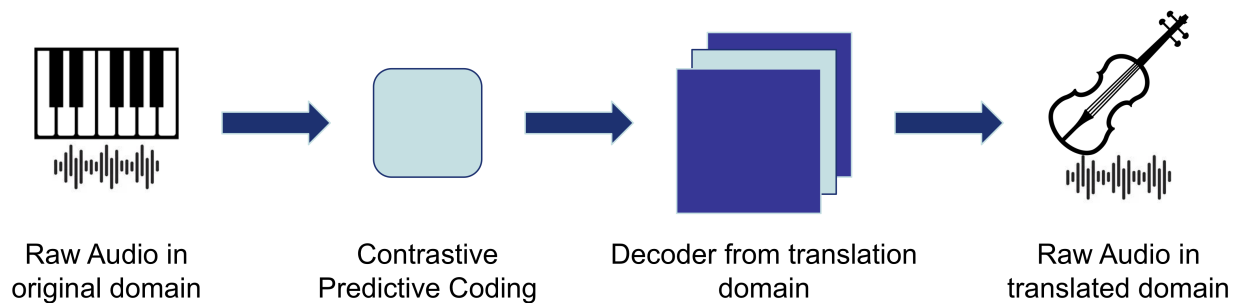 Raw Audio in
original domain
Contrastive
Predictive Coding
Decoder from translation
domain
Raw Audio in
translated domain